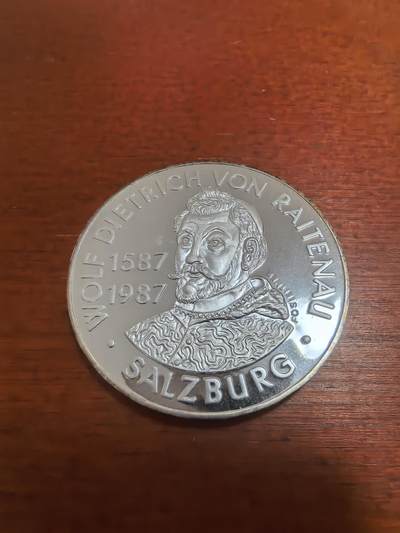 WOLF DIETRICH VON RAITENAU
1587
1987
· SALZBURG ·